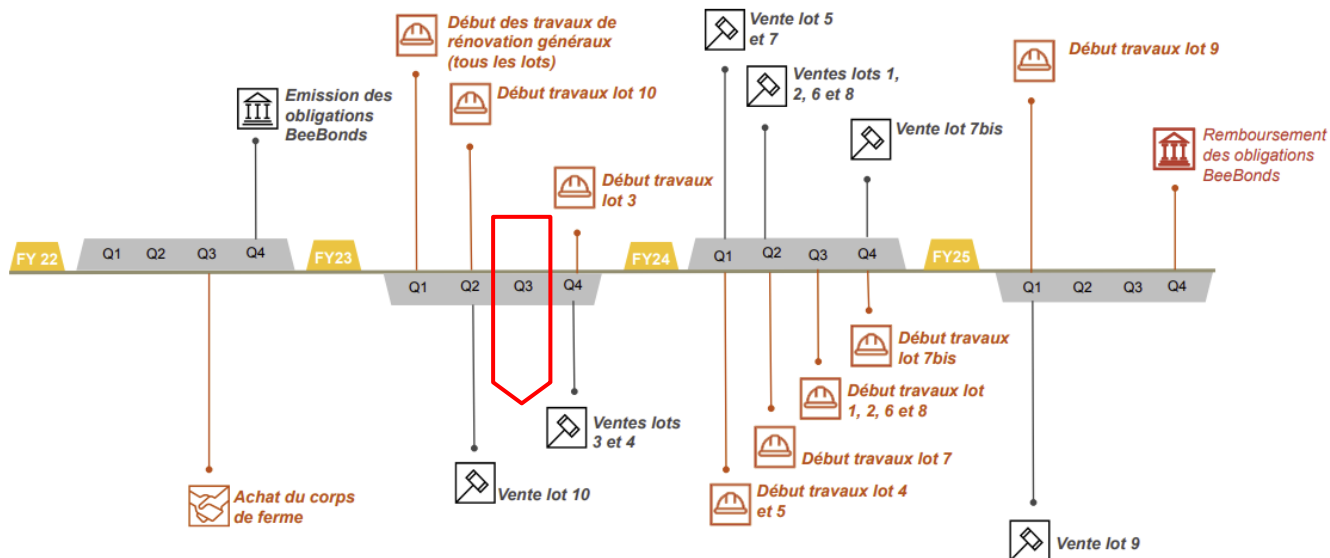 Début des travaux de
rénovation généraux
(tous les lots)
Vente lot 5
et 7
Début travaux lot 9
Emission des
obligations
BeeBonds
Début travaux lot 10
Ventes lots 1,
2, 6 et 8
Vente lot 7bis
Remboursement
des obligations
BeeBonds
Début travaux
lot 3
FY 22
Q1
Q2
Q3
Q4
FY23
Q1
Q2
Q3
Q4
FY24
Q1
Q2
Q3
Q4
FY25
Q1
Q2
Q3
Q4
Début travaux
lot 7bis
Début travaux lot
1, 2, 6 et 8
Ventes lots
3 et 4
Début travaux lot 7
Vente lot 10
Début travaux lot 4
et 5
Achat du corps
de ferme
Vente lot 9